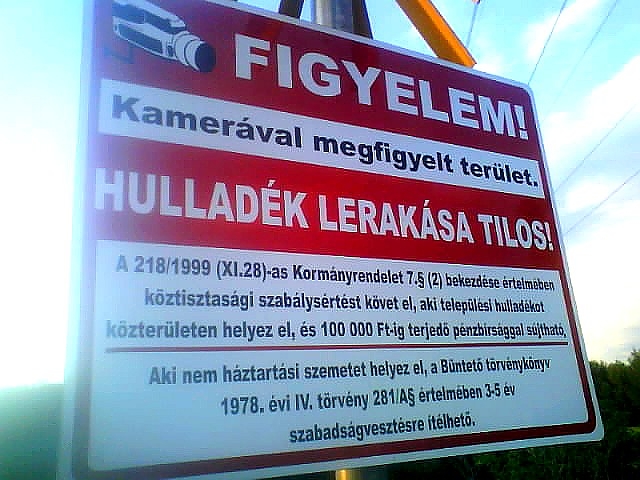 FIGYELEM!
Kamerával megfigyelt terület.
HULLADÉK LERAKÁSA TILOS!
A 218/1999 (XI.28)-as Kormányrendelet 7.§ (2) bekezdése értelmében
köztisztasági szabálysértést követ el, aki települési hulladékot
közterületen helyez el, és 100 000 Ft-ig terjedő pénzbírsággal sújtható,
Aki nem háztartási szemetet helyez el, a Büntető törvénykönyv
1978. évi IV. törvény 281/A§ értelmében 3-5 év
szabadságvesztésre ítélhető.